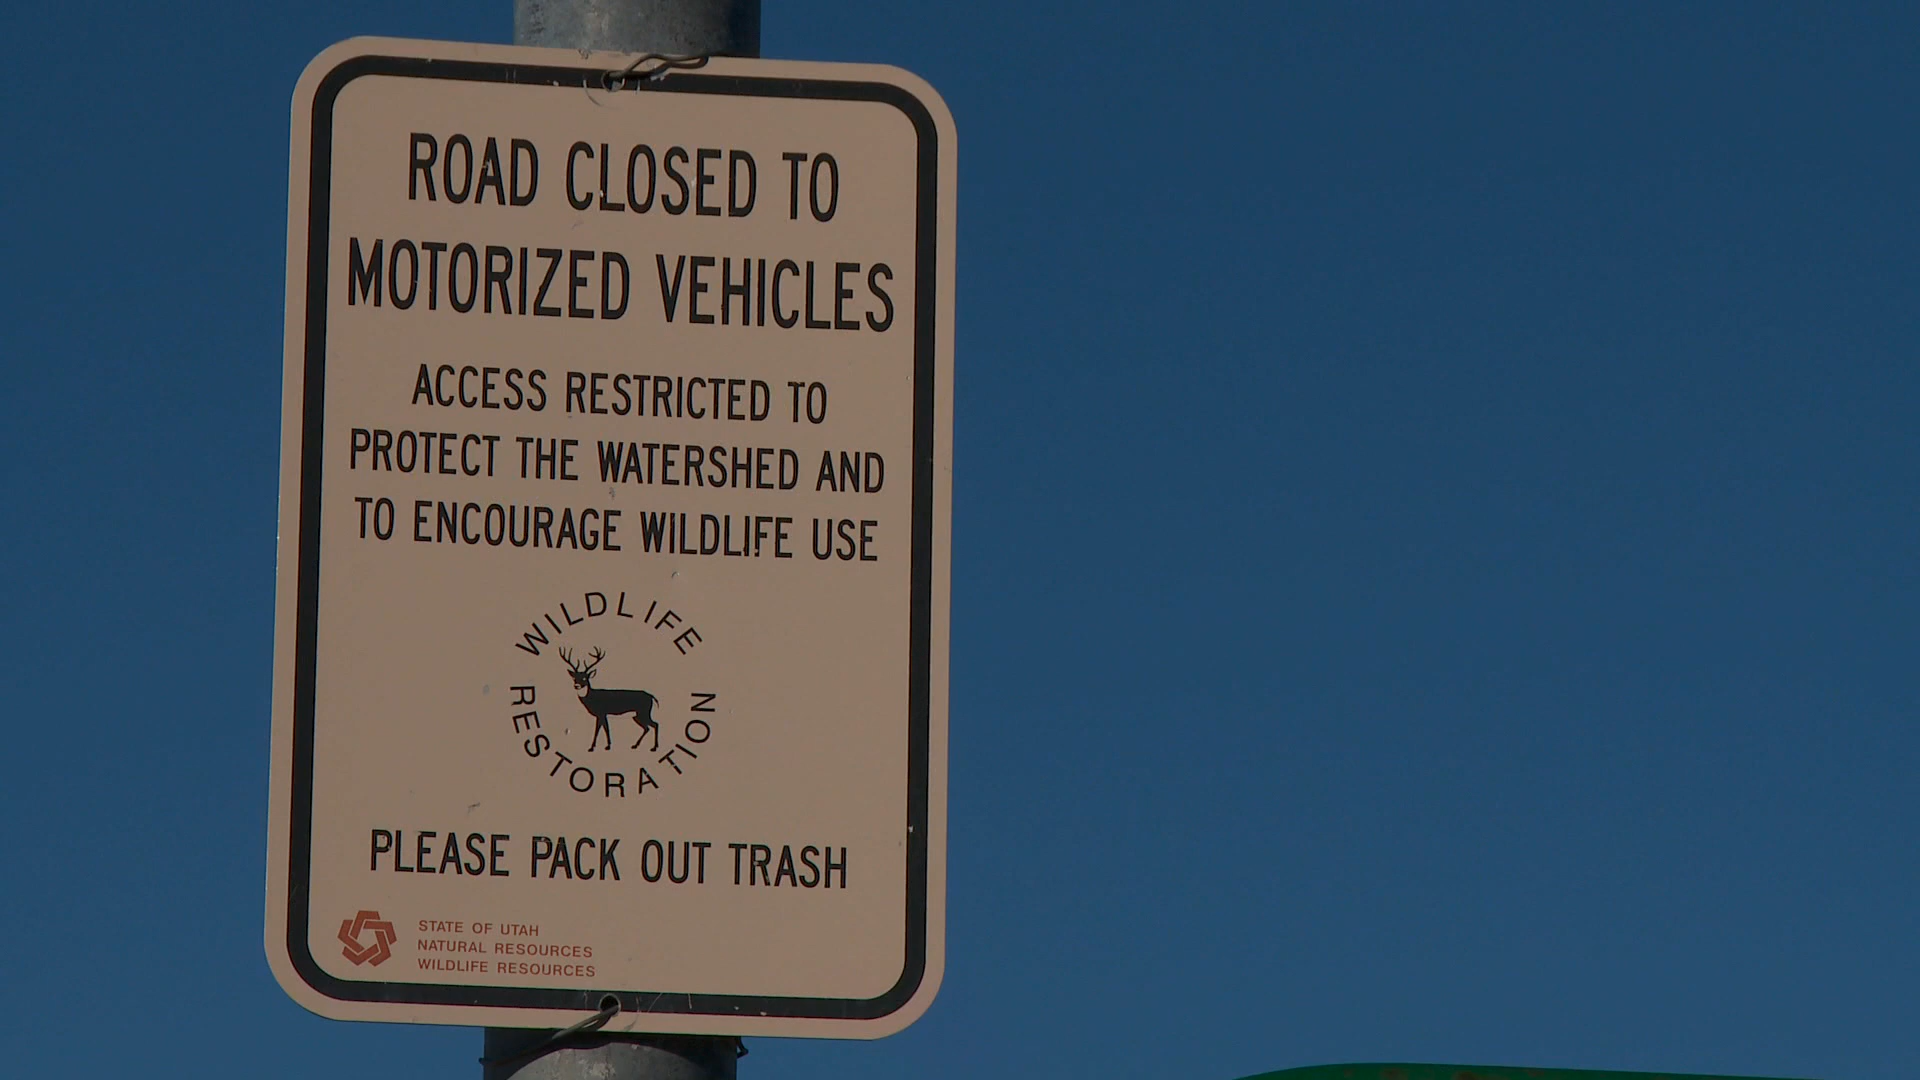 ROAD CLOSED TO
MOTORIZED VEHICLES
ACCESS RESTRICTED TO
PROTECT THE WATERSHED AND
TO ENCOURAGE WILDLIFE USE
WILDLIFE
RESTORATION
PLEASE PACK OUT TRASH
STATE OF UTAH
NATURAL RESOURCES
WILDLIFE RESOURCES